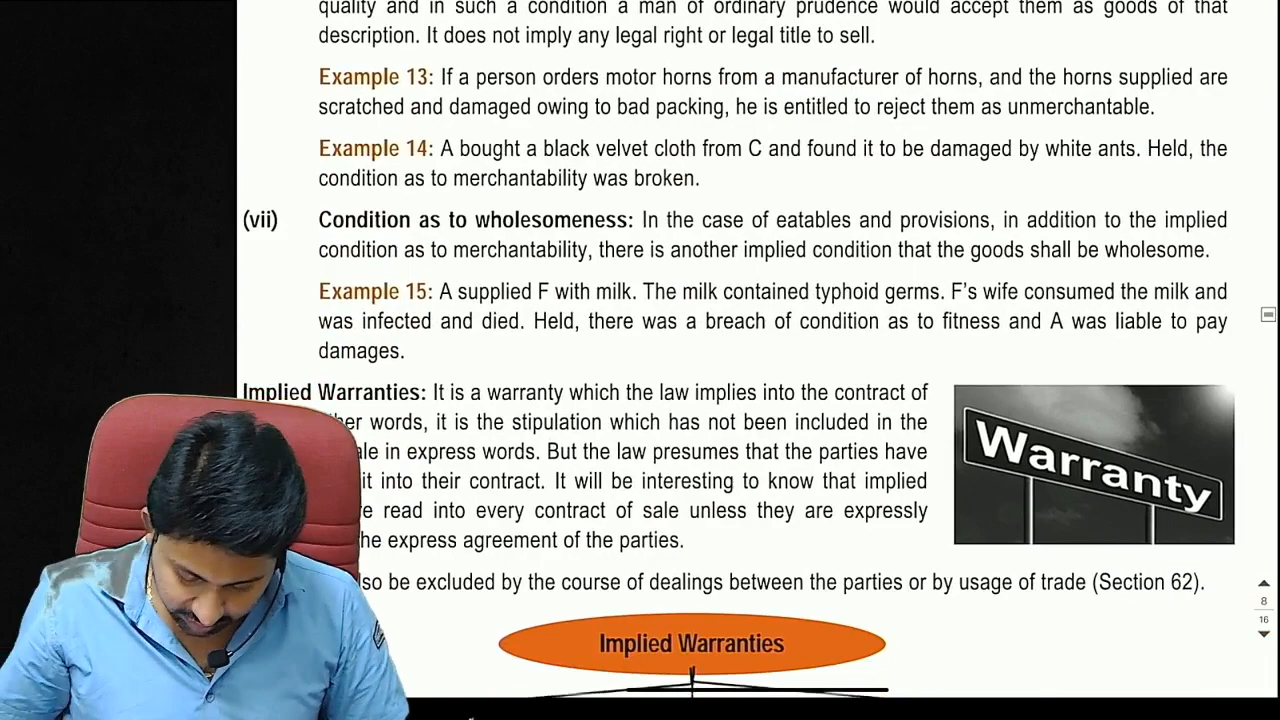 quality and in such a condition a man of ordinary prudence would accept them as goods of that
description. It does not imply any legal right or legal title to sell.
Example 13: If a person orders motor horns from a manufacturer of horns, and the horns supplied are
scratched and damaged owing to bad packing, he is entitled to reject them as unmerchantable.
Example 14: A bought a black velvet cloth from C and found it to be damaged by white ants. Held, the
condition as to merchantability was broken.
(vii) Condition as to wholesomeness: In the case of eatables and provisions, in addition to the implied
condition as to merchantability, there is another implied condition that the goods shall be wholesome.
Example 15: A supplied F with milk. The milk contained typhoid germs. F's wife consumed the milk and
was infected and died. Held, there was a breach of condition as to fitness and A was liable to pay
damages.
Implied Warranties: It is a warranty which the law implies into the contract of
words, it is the stipulation which has not been included in the
in express words. But the law presumes that the parties have
it into their contract. It will be interesting to know that implied
read into every contract of sale unless they are expressly
the express agreement of the parties.
also be excluded by the course of dealings between the parties or by usage of trade (Section 62).
Warranty
Implied Warranties
8
16